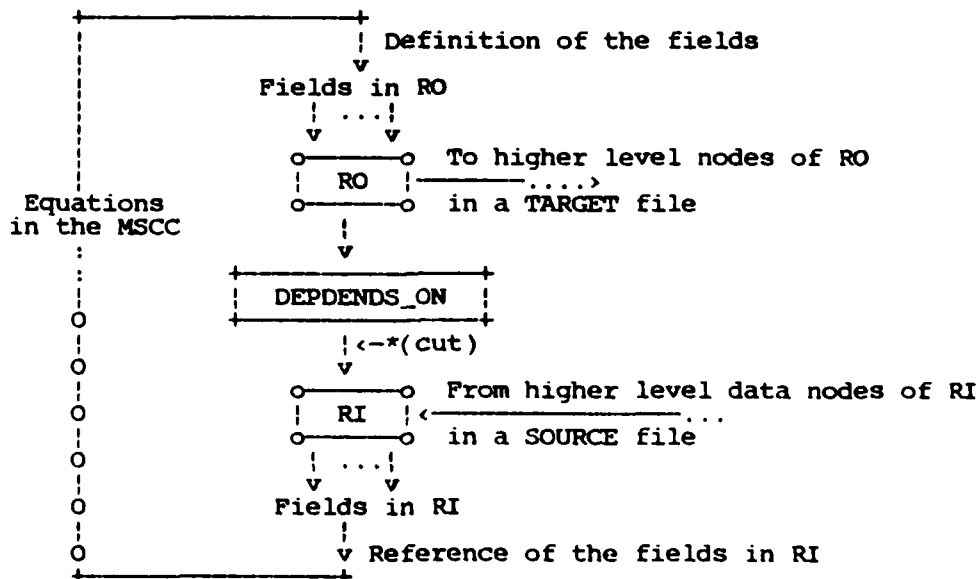 Definition of the fields
Fields in RO
....
To higher level nodes of RO
RO
....>
in a TARGET file
Equations
in the MSCC
DEPDENDS_ON
<-*(cut)
From higher level data nodes of RI
RI
...
in a SOURCE file
....
Fields in RI
Reference of the fields in RI